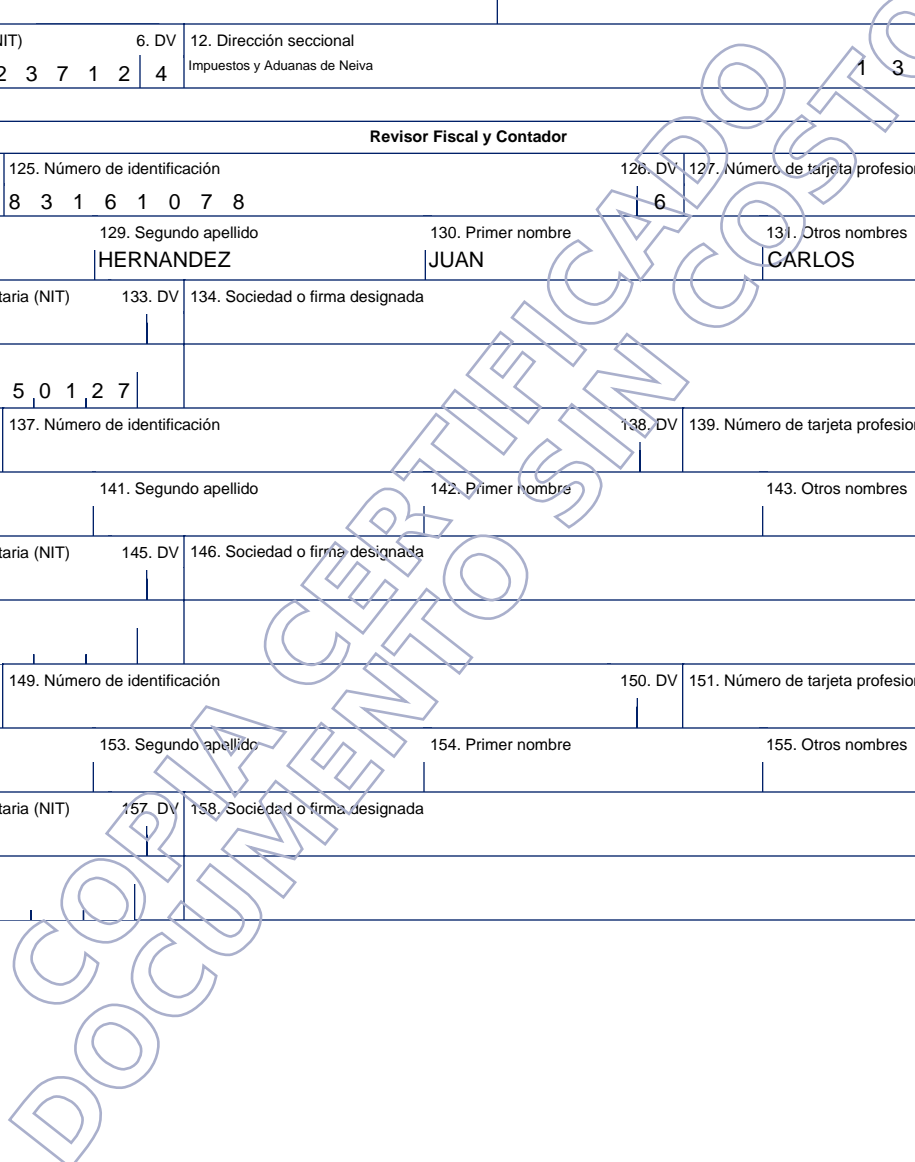 NIT) 6. DV 12. Dirección seccional
2 3 7 1 2 4 Impuestos y Aduanas de Neiva 1 3
Revisor Fiscal y Contador
125. Número de identificación 126. DV 127. Número de tarjeta profesion
8 3 1 6 1 0 7 8 6
129. Segundo apellido 130. Primer nombre 131. Otros nombres
HERNANDEZ JUAN CARLOS
taria (NIT) 133. DV 134. Sociedad o firma designada
5 0 1 2 7
137. Número de identificación 138. DV 139. Número de tarjeta profesion
141. Segundo apellido 142. Primer nombre 143. Otros nombres
taria (NIT) 145. DV 146. Sociedad o firma designada
149. Número de identificación 150. DV 151. Número de tarjeta profesion
153. Segundo apellido 154. Primer nombre 155. Otros nombres
taria (NIT) 157. DV 158. Sociedad o firma designada
COPIA CERTIFICADO
DOCUMENTO SIN COSTO